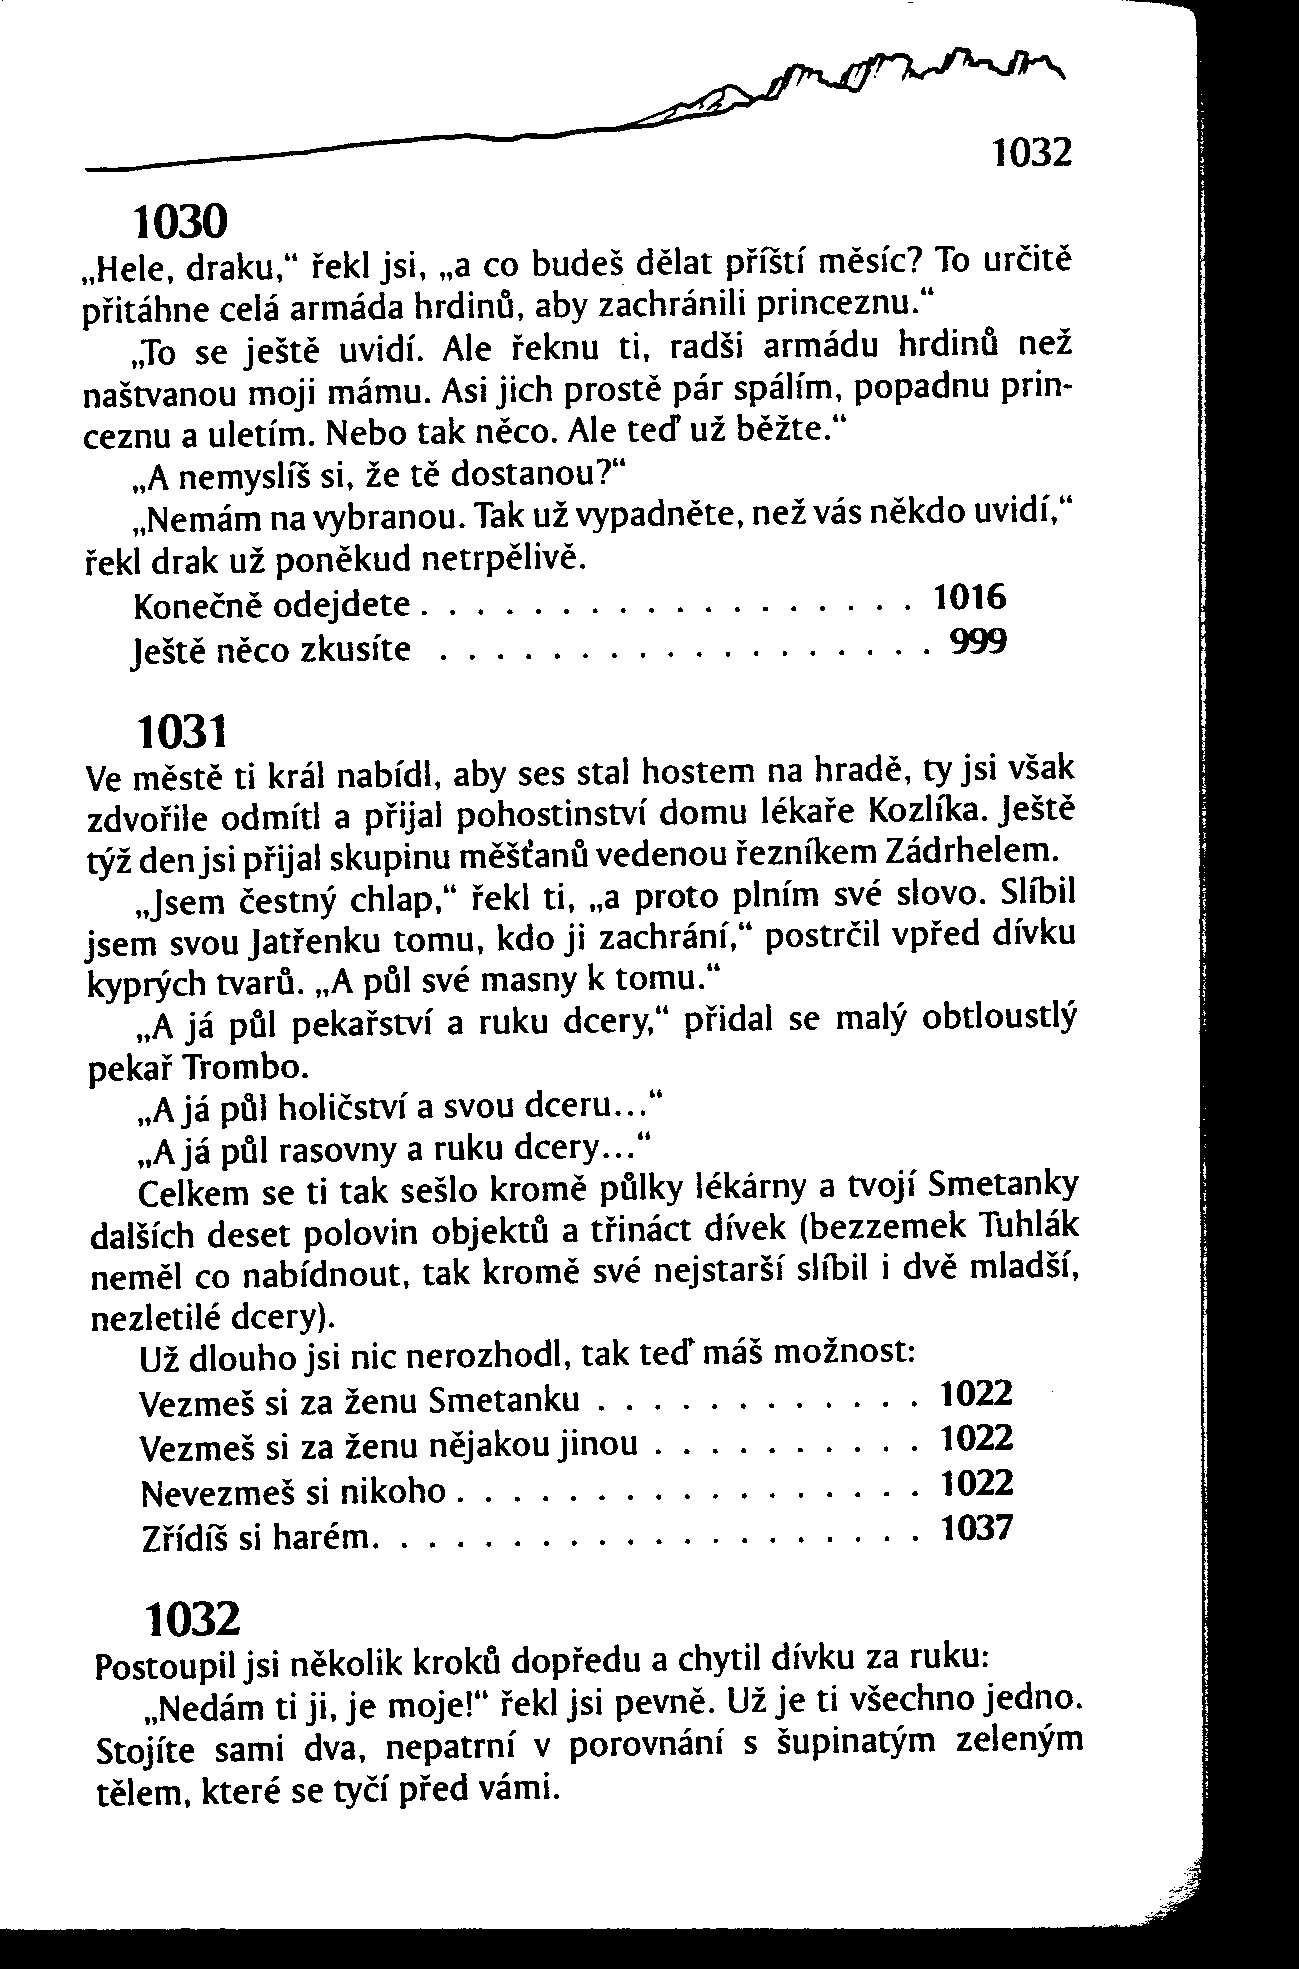 1032
1030
„Hele, draku,“ řekl jsi, „a co budeš dělat příští měsíc? To určitě
přitáhne celá armáda hrdinů, aby zachránili princeznu.“
„To se ještě uvidí. Ale řeknu ti, radši armádu hrdinů než
naštvanou moji mámu. Asi jich prostě pár spálím, popadnu prin-
ceznu a uletím. Nebo tak něco. Ale teď už běžte.“
„A nemyslíš si, že tě dostanou?“
„Nemám na vybranou. Tak už vypadněte, než vás někdo uvidí,“
řekl drak už poněkud netrpělivě.
Konečně odejdete . . . . . . . . . . . . . . . . . . 1016
Ještě něco zkusíte . . . . . . . . . . . . . . . . . . 999
1031
Ve městě ti král nabídl, aby ses stal hostem na hradě, ty jsi však
zdvořile odmítl a přijal pohostinství domu lékaře Kozlíka. Ještě
týž den jsi přijal skupinu měšťanů vedenou řezníkem Zádrhelem.
„Jsem čestný chlap,“ řekl ti, „a proto plním své slovo. Slíbil
jsem svou Jatřenku tomu, kdo ji zachrání,“ postrčil vpřed dívku
kyprých tvarů. „A půl své masny k tomu.“
„A já půl pekařství a ruku dcery,“ přidal se malý obtloustlý
pekař Trombo.
„A já půl holičství a svou dceru...“
„A já půl rasovny a ruku dcery...“
Celkem se ti tak sešlo kromě půlky lékárny a tvojí Smetanky
dalších deset polovin objektů a třináct dívek (bezzemek Tuhlák
neměl co nabídnout, tak kromě své nejstarší slíbil i dvě mladší,
nezletilé dcery).
Už dlouho jsi nic nerozhodl, tak teď máš možnost:
Vezmeš si za ženu Smetanku . . . . . . . . . . . . 1022
Vezmeš si za ženu nějakou jinou . . . . . . . . . . 1022
Nevezmeš si nikoho . . . . . . . . . . . . . . . . . 1022
Zřídíš si harém. . . . . . . . . . . . . . . . . . . . 1037
1032
Postoupil jsi několik kroků dopředu a chytil dívku za ruku:
„Nedám ti ji, je moje!“ řekl jsi pevně. Už je ti všechno jedno.
Stojíte sami dva, nepatrní v porovnání s šupinatým zeleným
tělem, které se tyčí před vámi.